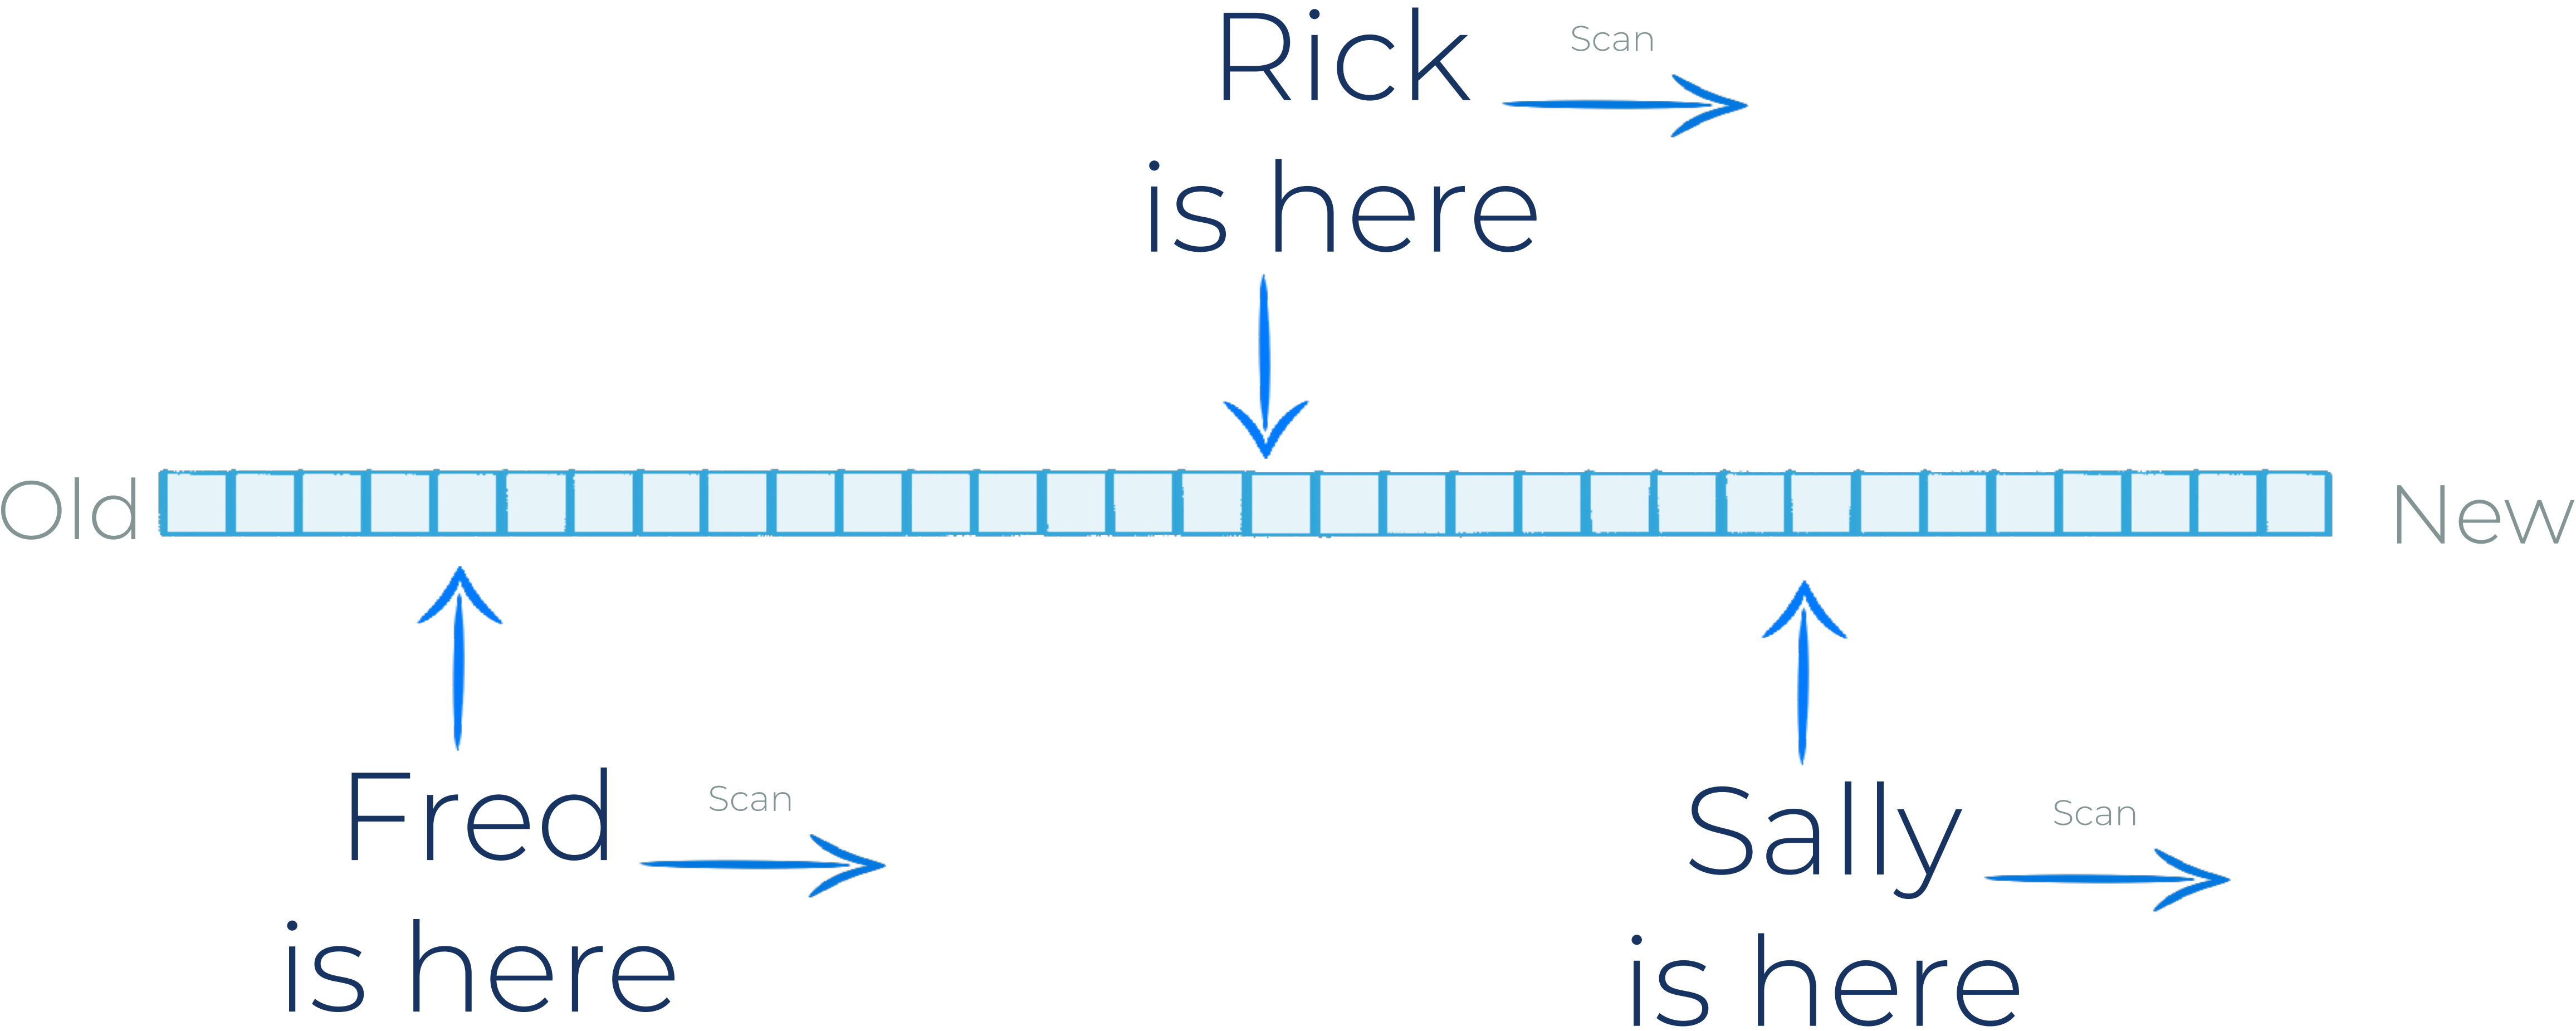 Rick
Scan
is here
Old
New
Fred
Scan
is here
Sally
Scan
is here